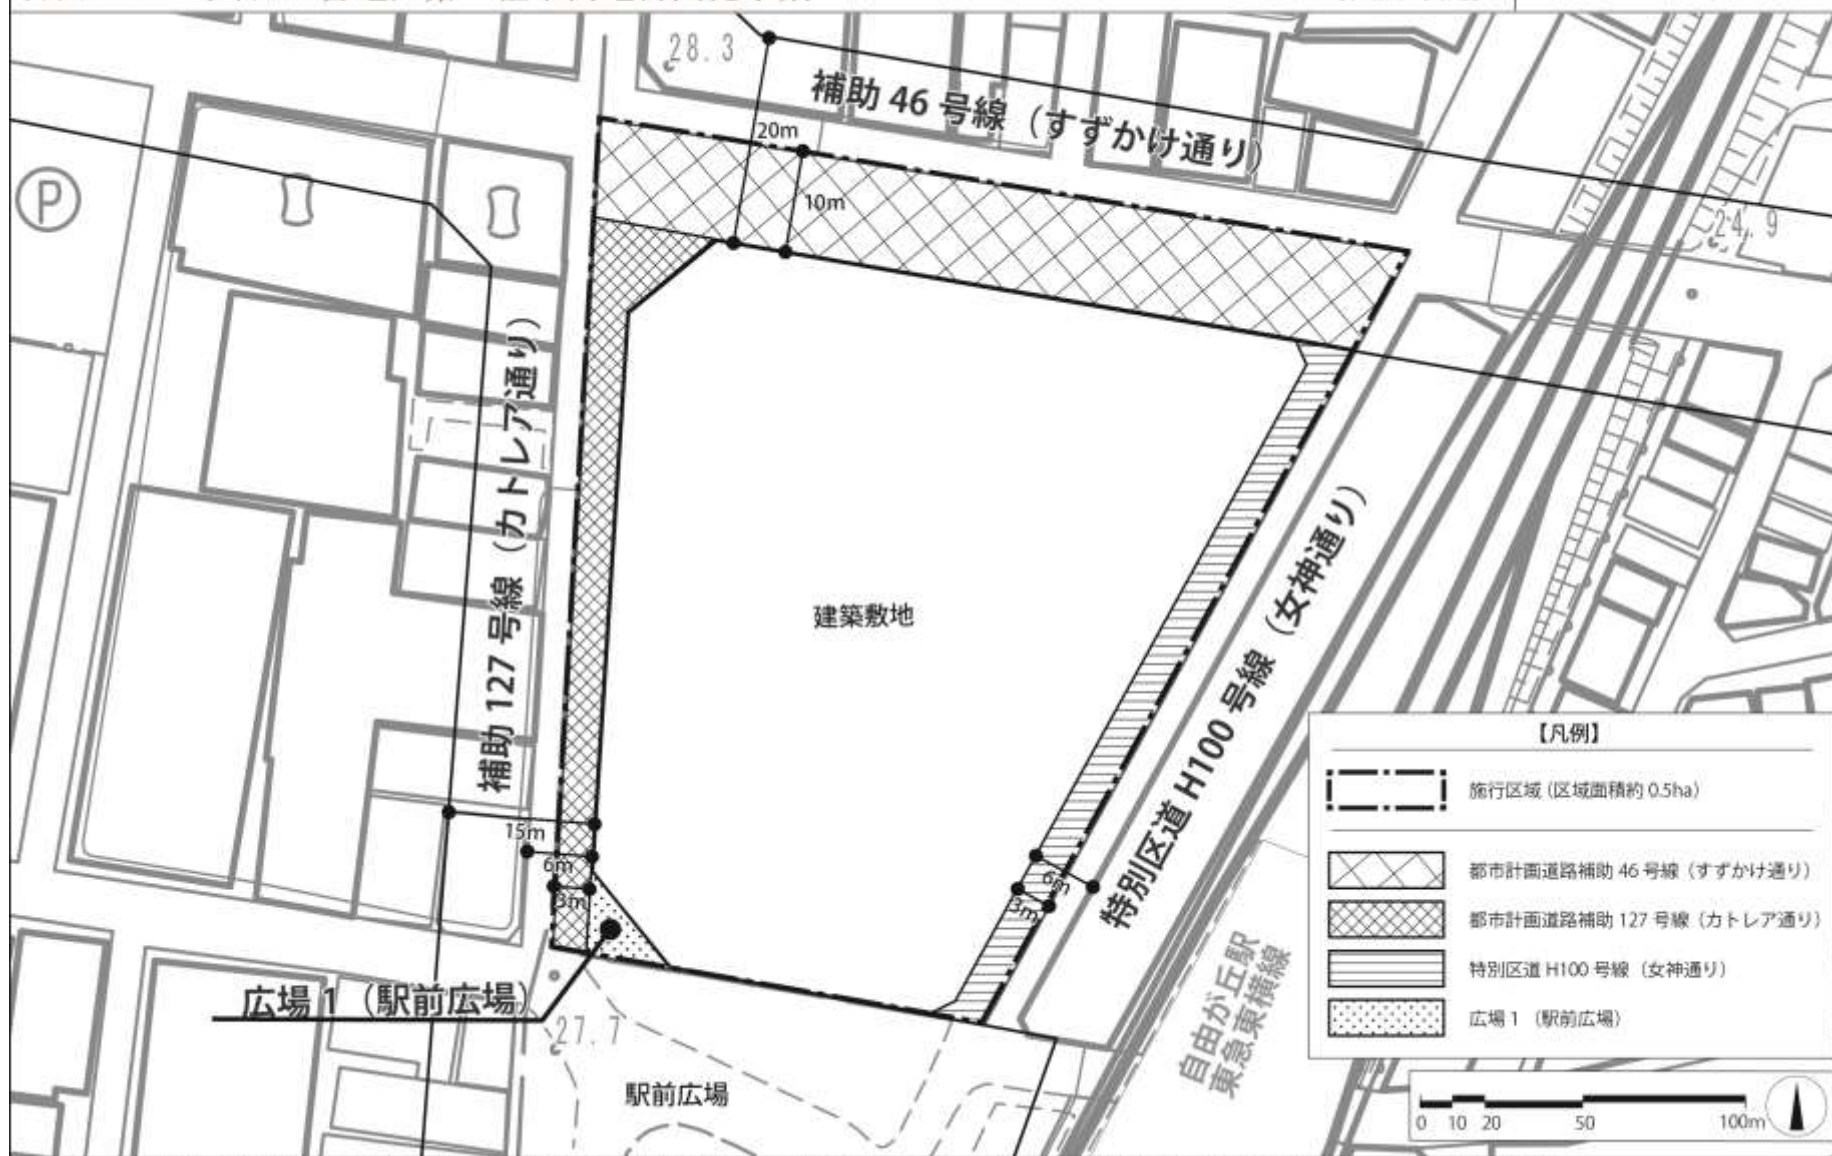 28.3
補助 46 号線（すずかけ通り）
20m
10m
24.9
P
補助 127 号線（カトレア通り）
建築敷地
特別区道 H100 号線（女神通り）
15m
6m
3m
6m
3m
広場 1（駅前広場）
27.7
駅前広場
自由が丘駅
東急東横線
【凡例】
施行区域 (区域面積約 0.5ha)
都市計画道路補助 46 号線（すずかけ通り）
都市計画道路補助 127 号線（カトレア通り）
特別区道 H100 号線（女神通り）
広場 1 （駅前広場）
0 10 20 50 100m